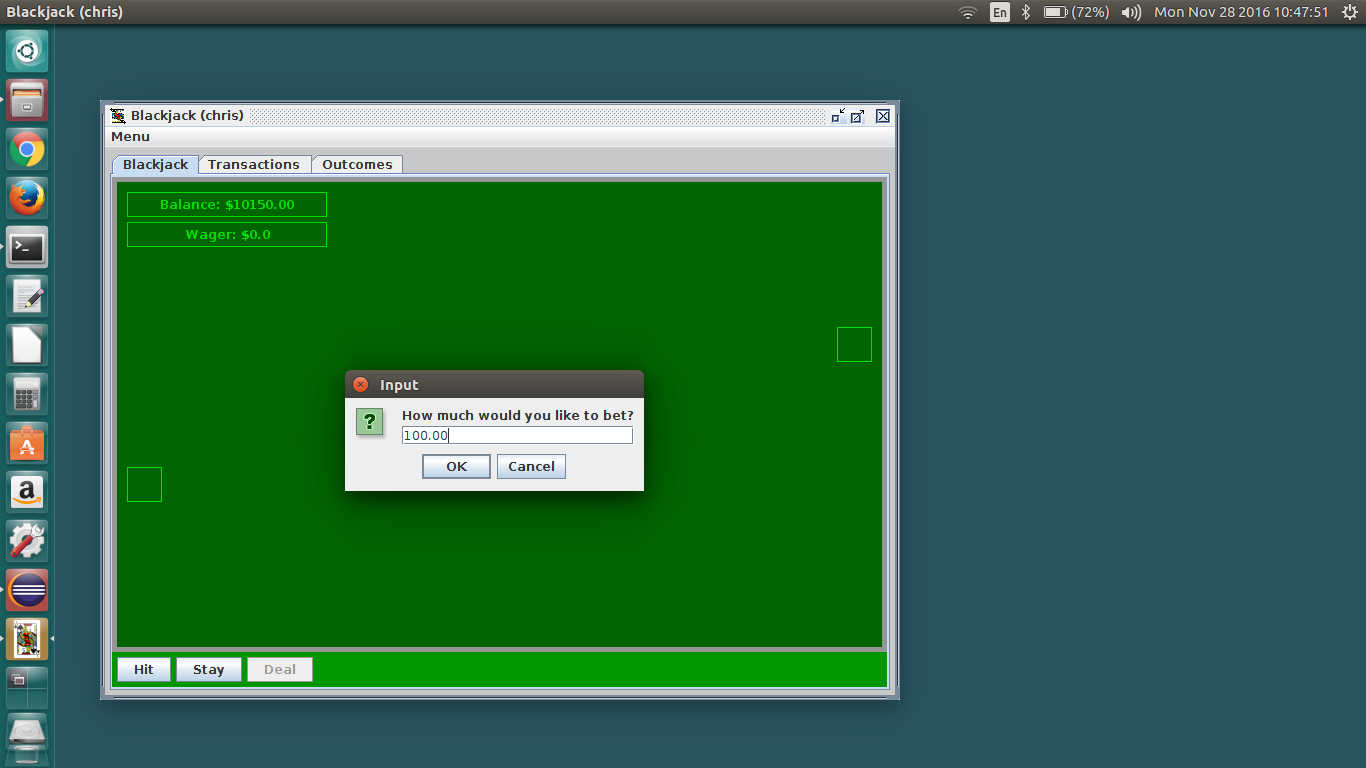 Blackjack (chris)
En
(72%)
Mon Nov 28 2016 10:47:51
Blackjack (chris)
Menu
Blackjack
Transactions
Outcomes
Balance: $10150.00
Wager: $0.0
Input
?
How much would you like to bet?
100.00
OK
Cancel
Hit
Stay
Deal
>_
A
a